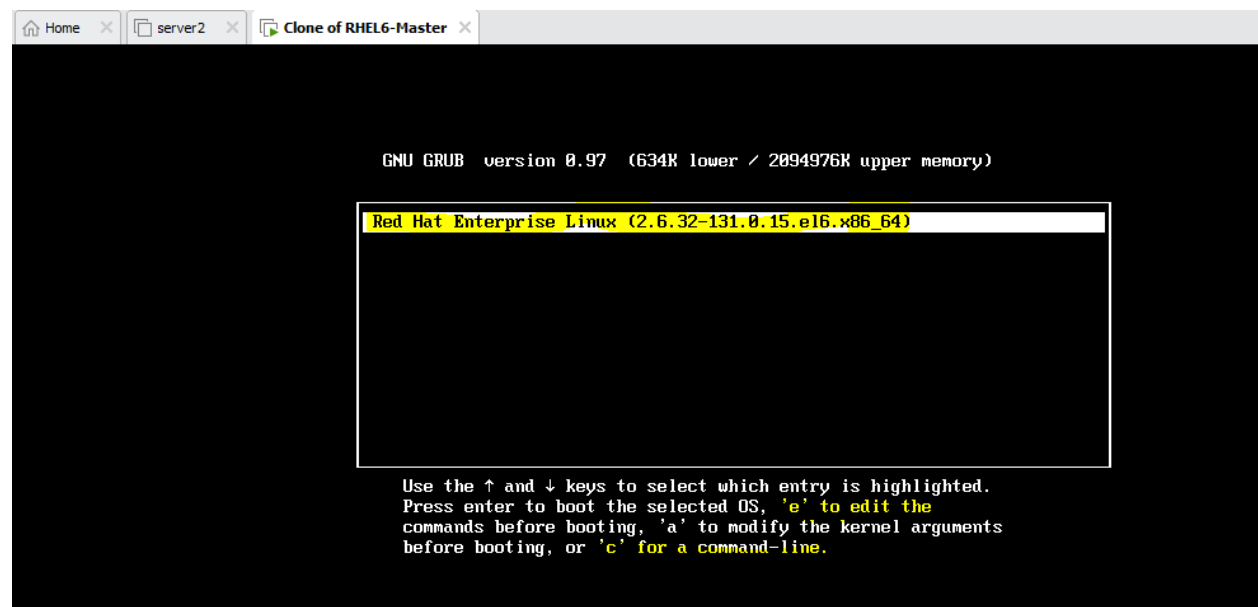 Home server2 Clone of RHEL6-Master
GNU GRUB version 0.97 (634K lower / 2094976K upper memory)
Red Hat Enterprise Linux (2.6.32-131.0.15.el6.x86_64)
Use the ↑ and ↓ keys to select which entry is highlighted.
Press enter to boot the selected OS, 'e' to edit the
commands before booting, 'a' to modify the kernel arguments
before booting, or 'c' for a command-line.